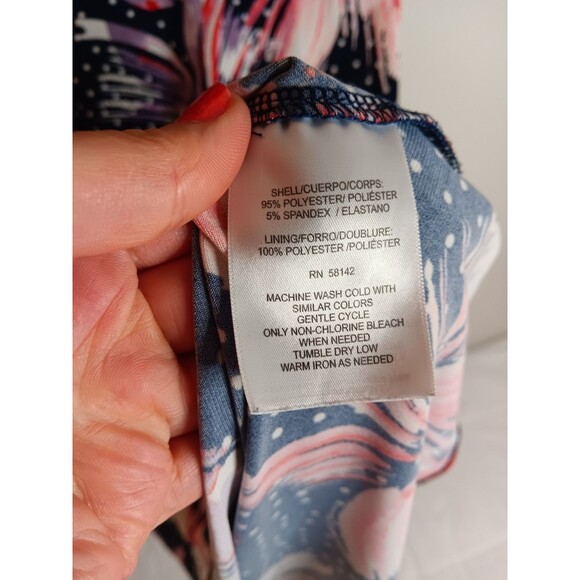 SHELL/CUERPO/CORPS:
95% POLYESTER/ POLIÉSTER
5% SPANDEX / ELASTANO
LINING/FORRO/DOUBLURE:
100% POLYESTER /POLIÉSTER
RN 58142
MACHINE WASH COLD WITH
SIMILAR COLORS
GENTLE CYCLE
ONLY NON-CHLORINE BLEACH
WHEN NEEDED
TUMBLE DRY LOW
WARM IRON AS NEEDED